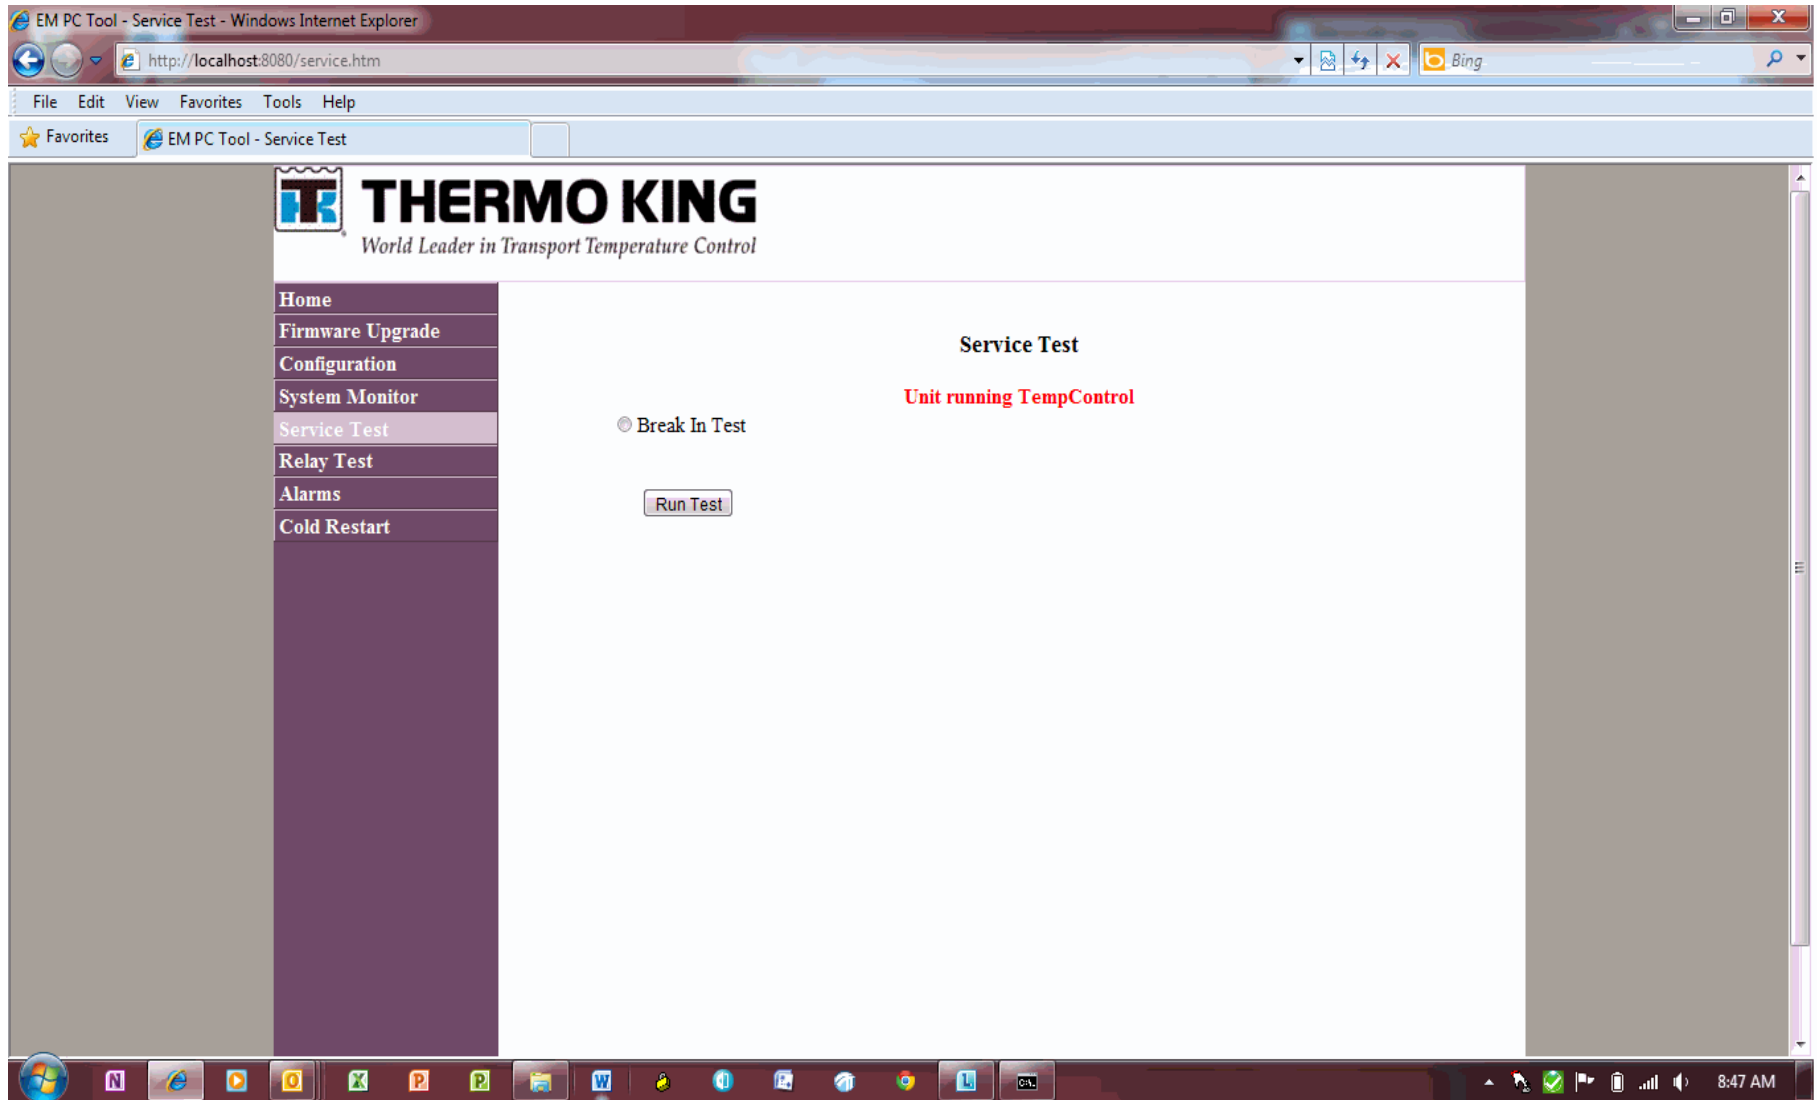 EM PC Tool - Service Test - Windows Internet Explorer
http://localhost:8080/service.htm
Bing
File Edit View Favorites Tools Help
Favorites
EM PC Tool - Service Test
THERMO KING
World Leader in Transport Temperature Control
Home
Firmware Upgrade
Configuration
System Monitor
Service Test
Relay Test
Alarms
Cold Restart
Service Test
Unit running TempControl
Break In Test
Run Test
8:47 AM